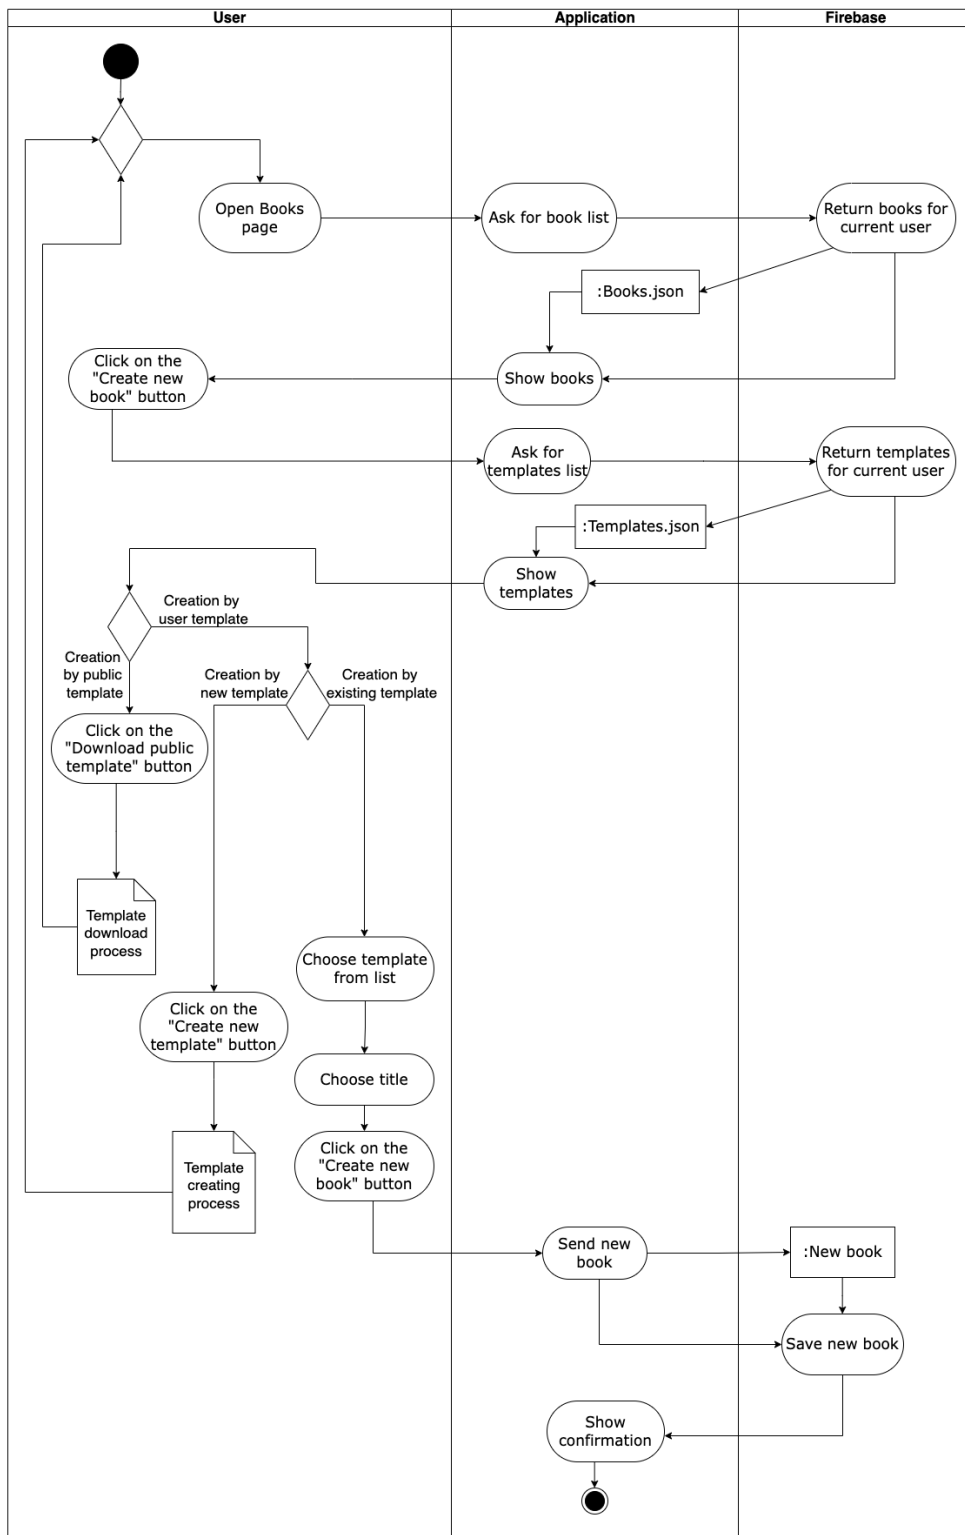 User
Application
Firebase
Open Books
page
Ask for book list
Return books for
current user
:Books.json
Show books
Click on the
"Create new
book" button
Ask for
templates list
Return templates
for current user
:Templates.json
Show
templates
Creation by
user template
Creation
by public
template
Creation by
new template
Creation by
existing template
Click on the
"Download public
template" button
Template
download
process
Choose template
from list
Click on the
"Create new
template" button
Choose title
Click on the
"Create new
book" button
Template
creating
process
Send new
book
:New book
Save new book
Show
confirmation